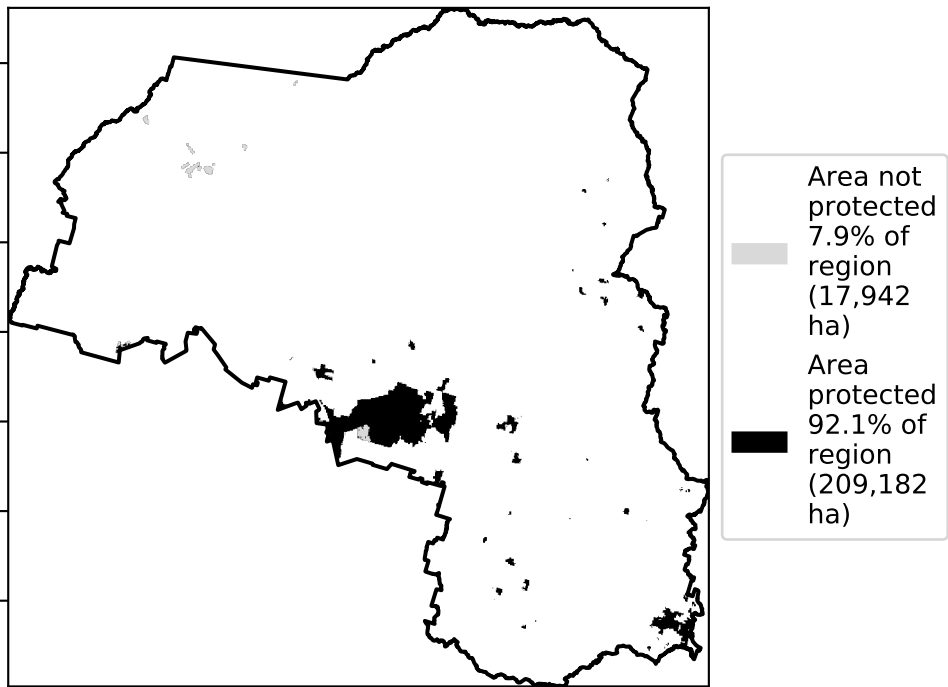 Area not
protected
7.9% of
region
(17,942
ha)
Area
protected
92.1% of
region
(209,182
ha)